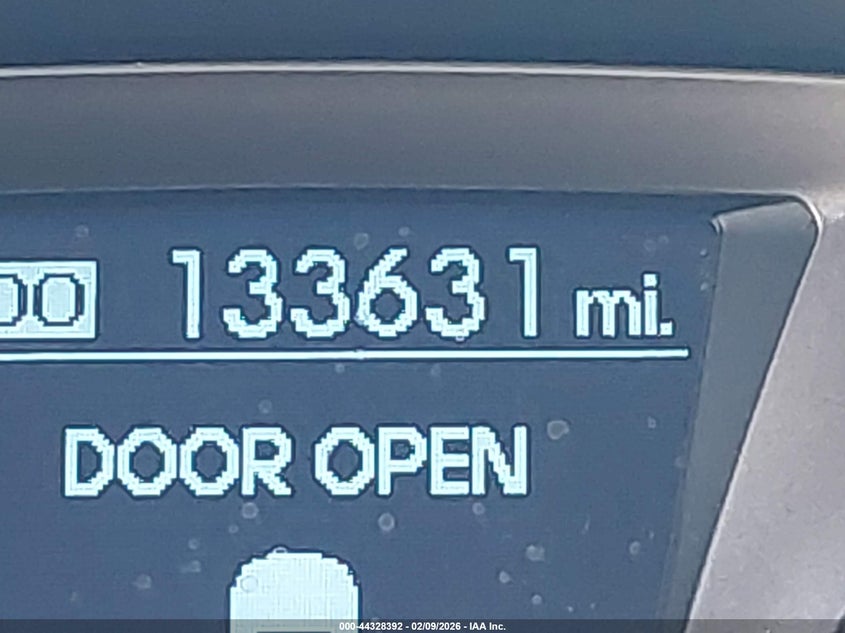 133631 mi.
DOOR OPEN
000-44328392 - 02/09/2026 - IAA Inc.